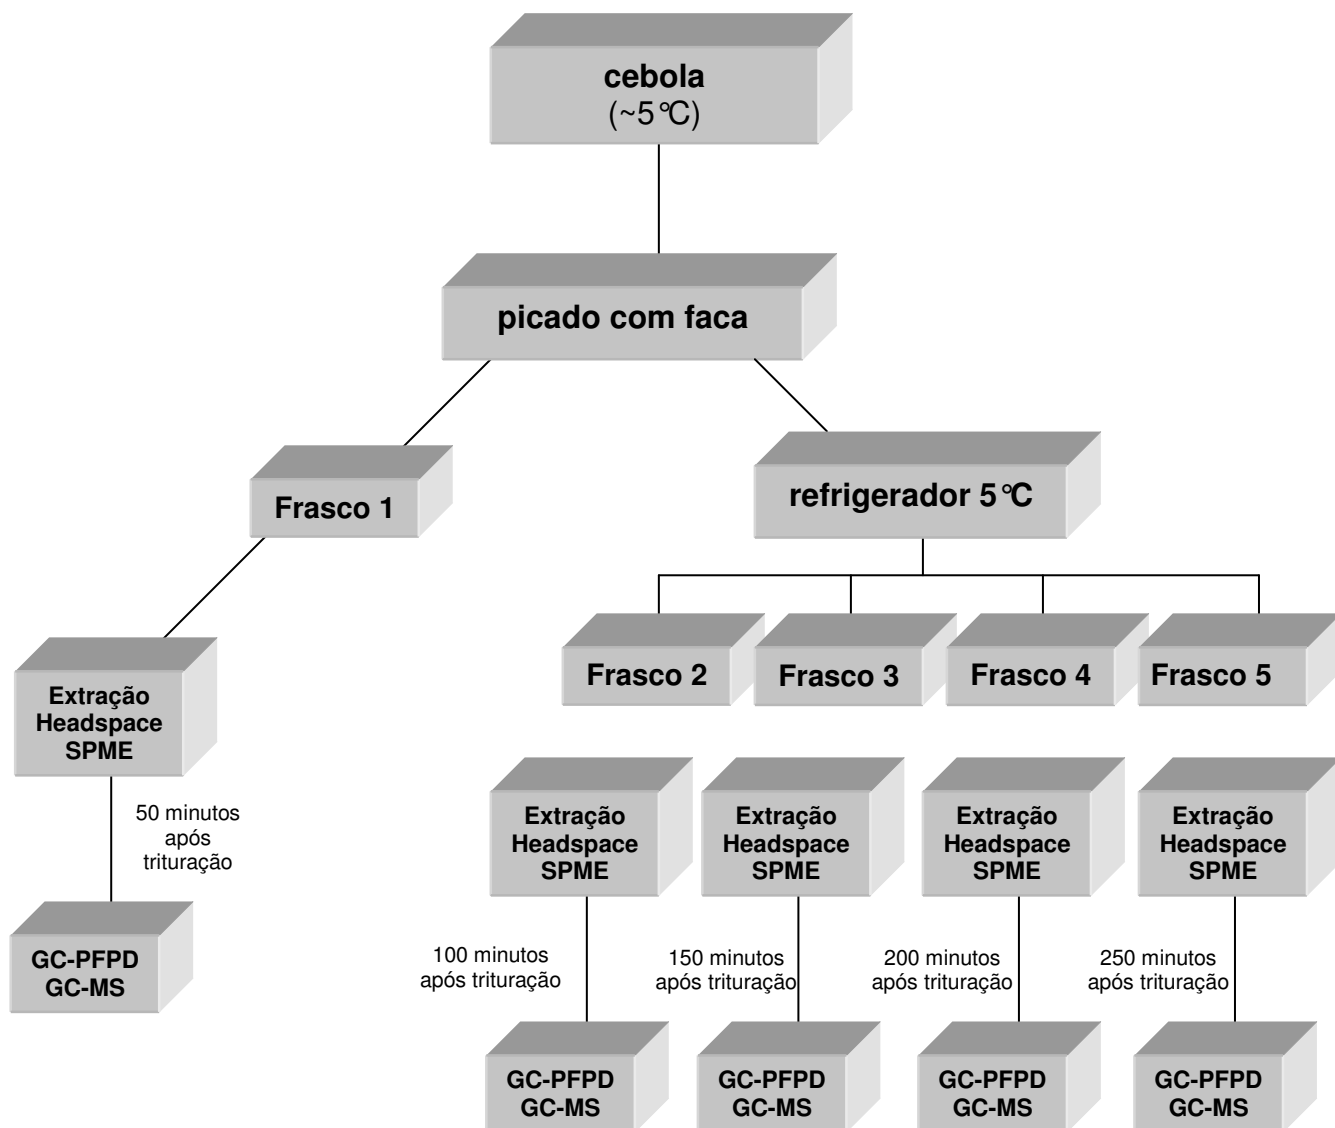 cebola
(~5°C)
picado com faca
Frasco 1
refrigerador 5°C
Frasco 2
Frasco 3
Frasco 4
Frasco 5
Extração
Headspace
SPME
50 minutos
após
trituração
GC-PFPD
GC-MS
Extração
Headspace
SPME
Extração
Headspace
SPME
Extração
Headspace
SPME
Extração
Headspace
SPME
100 minutos
após trituração
150 minutos
após trituração
200 minutos
após trituração
250 minutos
após trituração
GC-PFPD
GC-MS
GC-PFPD
GC-MS
GC-PFPD
GC-MS
GC-PFPD
GC-MS